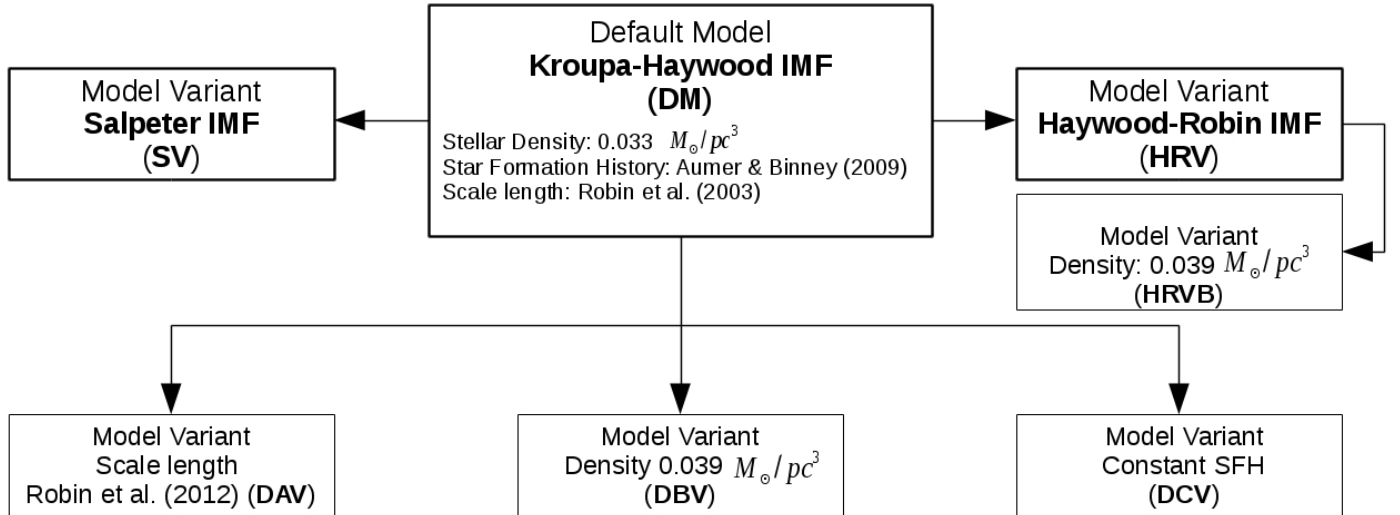 Default Model
Kroupa-Haywood IMF
(DM)
Stellar Density: 0.033 M⊙/pc³
Star Formation History: Aumer & Binney (2009)
Scale length: Robin et al. (2003)
Model Variant
Salpeter IMF
(SV)
Model Variant
Haywood-Robin IMF
(HRV)
Model Variant
Density: 0.039 M⊙/pc³
(HRVB)
Model Variant
Scale length
Robin et al. (2012) (DAV)
Model Variant
Density 0.039 M⊙/pc³
(DBV)
Model Variant
Constant SFH
(DCV)